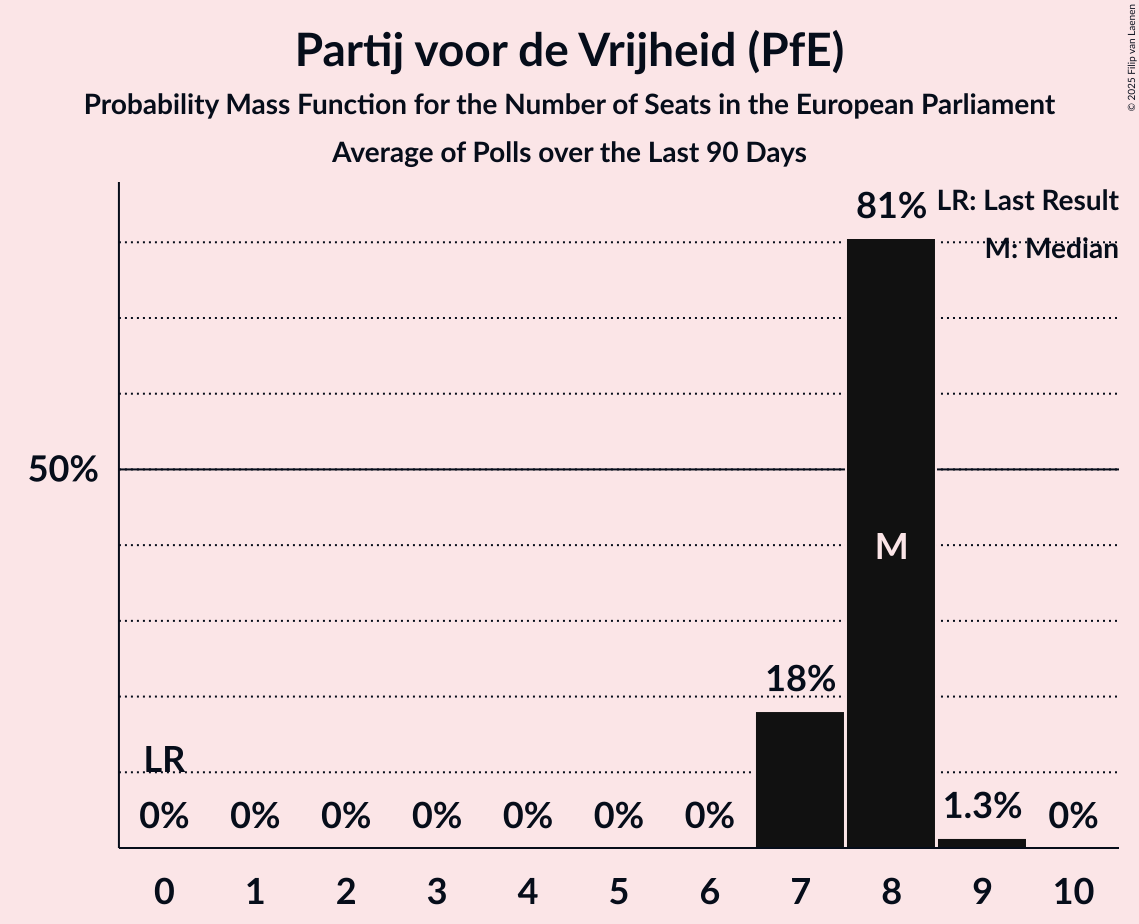 Partij voor de Vrijheid (PfE)
Probability Mass Function for the Number of Seats in the European Parliament
Average of Polls over the Last 90 Days
© 2025 Filip van Laenen
81%
LR: Last Result
M: Median
50%
M
18%
LR
0% 0% 0% 0% 0% 0% 0% 1.3% 0%
0 1 2 3 4 5 6 7 8 9 10